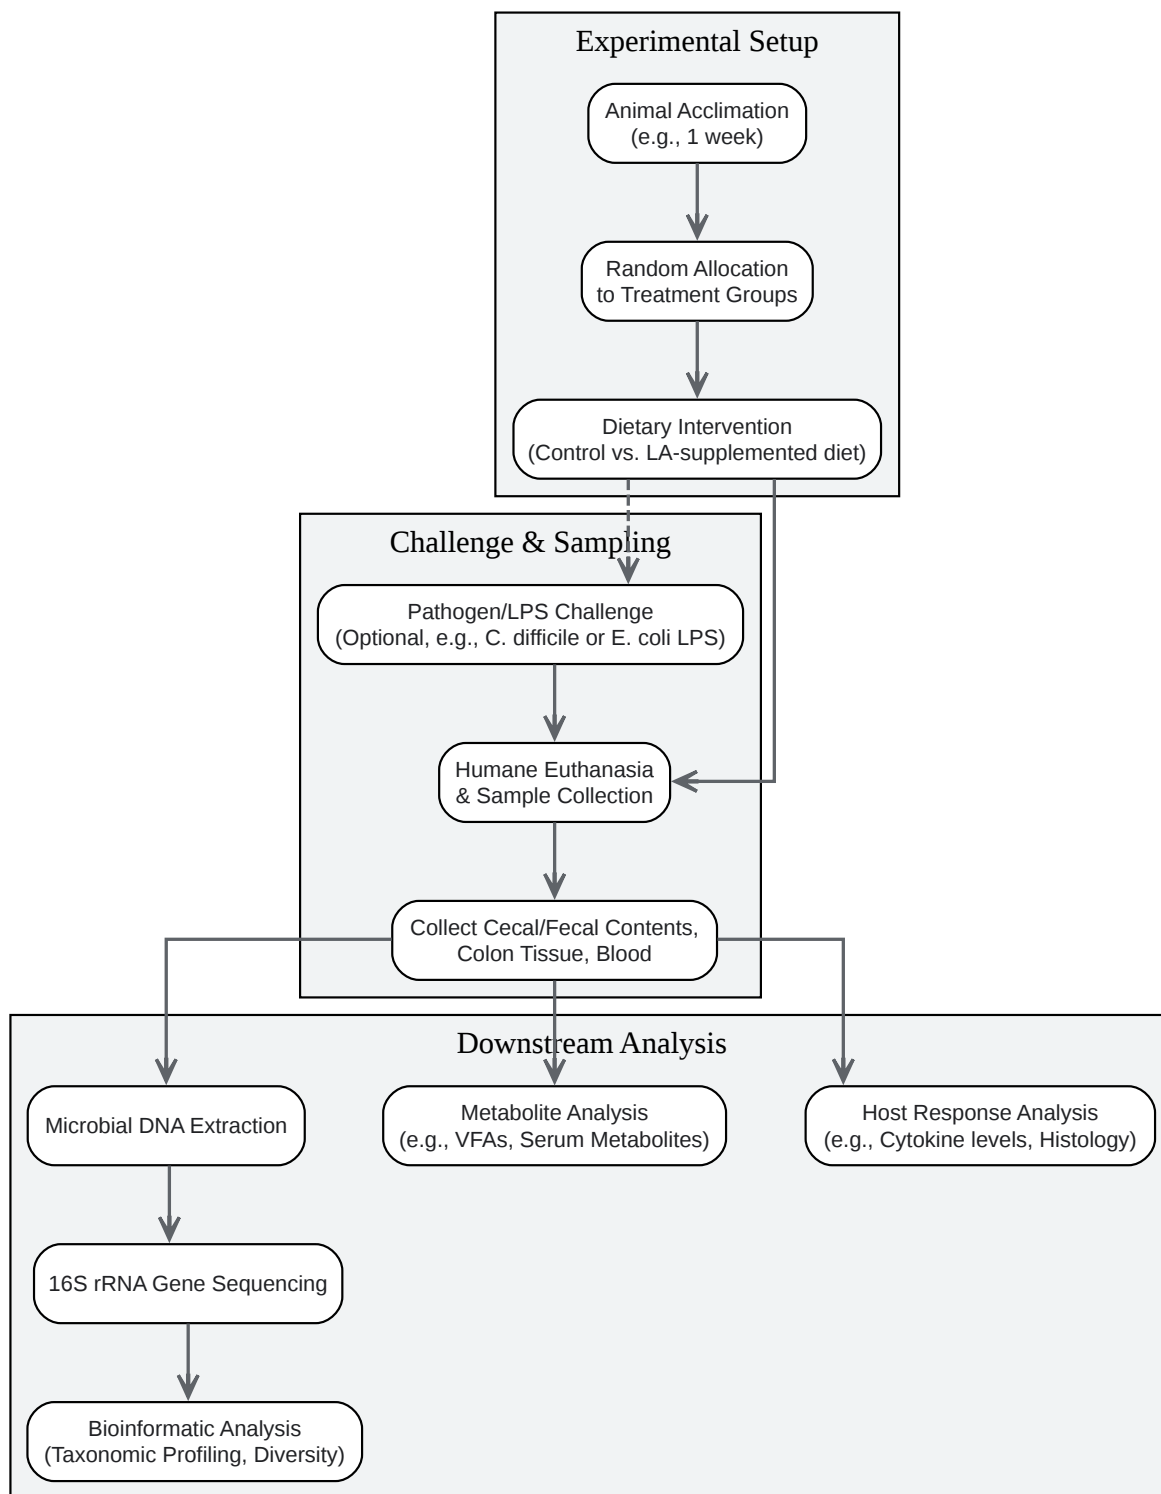 Experimental Setup
Animal Acclimation
(e.g., 1 week)
Random Allocation
to Treatment Groups
Dietary Intervention
(Control vs. LA-supplemented diet)
Challenge & Sampling
Pathogen/LPS Challenge
(Optional, e.g., C. difficile or E. coli LPS)
Humane Euthanasia
& Sample Collection
Collect Cecal/Fecal Contents,
Colon Tissue, Blood
Downstream Analysis
Microbial DNA Extraction
Metabolite Analysis
(e.g., VFAs, Serum Metabolites)
Host Response Analysis
(e.g., Cytokine levels, Histology)
16S rRNA Gene Sequencing
Bioinformatic Analysis
(Taxonomic Profiling, Diversity)